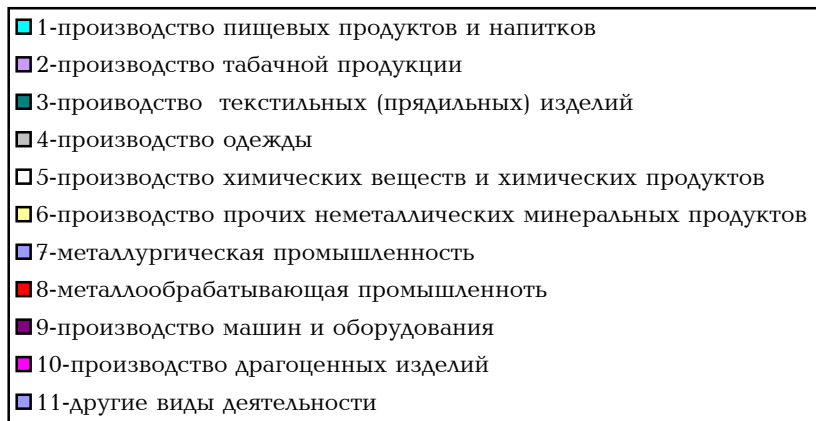 1-производство пищевых продуктов и напитков
2-производство табачной продукции
3-проиводство текстильных (прядильных) изделий
4-производство одежды
5-производство химических веществ и химических продуктов
6-производство прочих неметаллических минеральных продуктов
7-металлургическая промышленность
8-металлообрабатывающая промышленноть
9-производство машин и оборудования
10-производство драгоценных изделий
11-другие виды деятельности